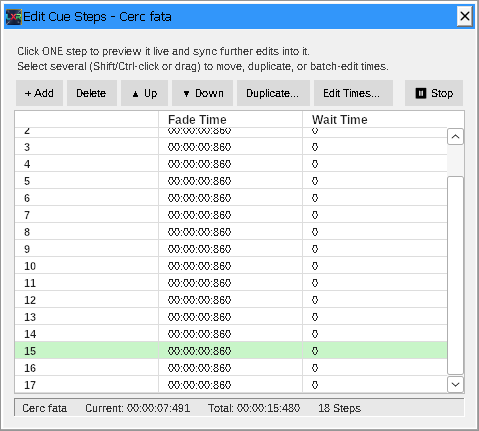 LXR Edit Cue Steps - Cerc fata
Click ONE step to preview it live and sync further edits into it.
Select several (Shift/Ctrl-click or drag) to move, duplicate, or batch-edit times.
+ Add Delete ▲ Up ▼ Down Duplicate... Edit Times... Stop
Fade Time Wait Time
2 00:00:00:860 0
3 00:00:00:860 0
4 00:00:00:860 0
5 00:00:00:860 0
6 00:00:00:860 0
7 00:00:00:860 0
8 00:00:00:860 0
9 00:00:00:860 0
10 00:00:00:860 0
11 00:00:00:860 0
12 00:00:00:860 0
13 00:00:00:860 0
14 00:00:00:860 0
15 00:00:00:860 0
16 00:00:00:860 0
17 00:00:00:860 0
Cerc fata Current: 00:00:07:491 Total: 00:00:15:480 18 Steps